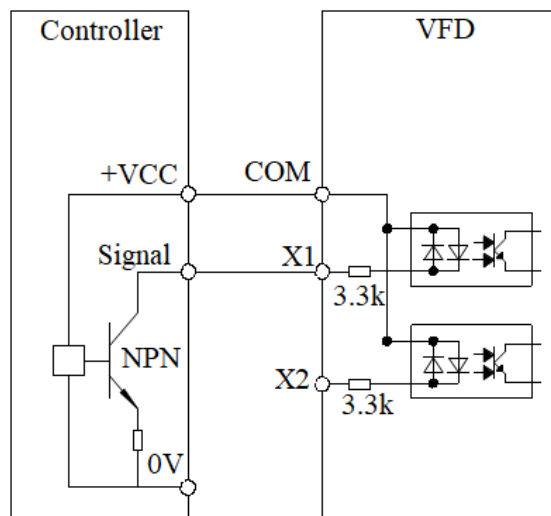 Controller
VFD
+VCC
COM
Signal
X1
3.3k
NPN
X2
3.3k
0V